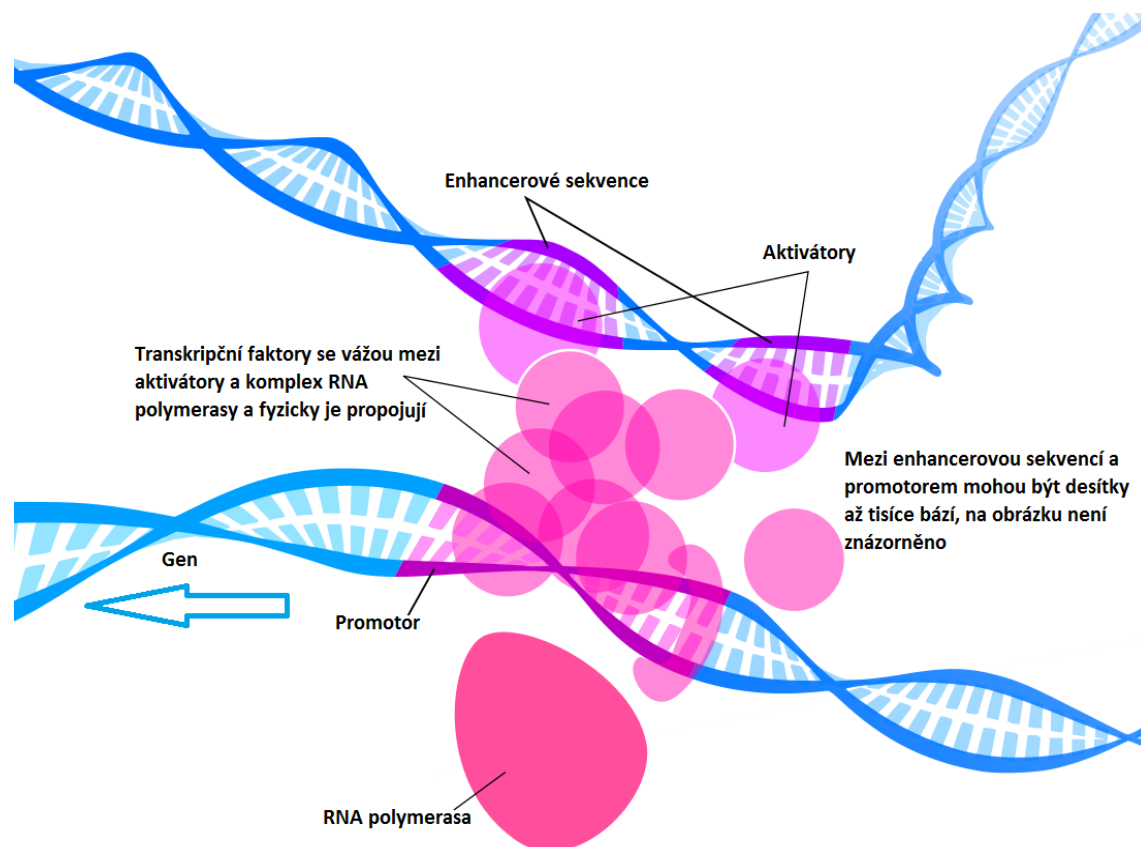 Enhancerové sekvence
Aktivátory
Transkripční faktory se vážou mezi
aktivátory a komplex RNA
polymerasy a fyzicky je propojují
Mezi enhancerovou sekvencí a
promotorem mohou být desítky
až tisíce bází, na obrázku není
znázorněno
Gen
Promotor
RNA polymerasa